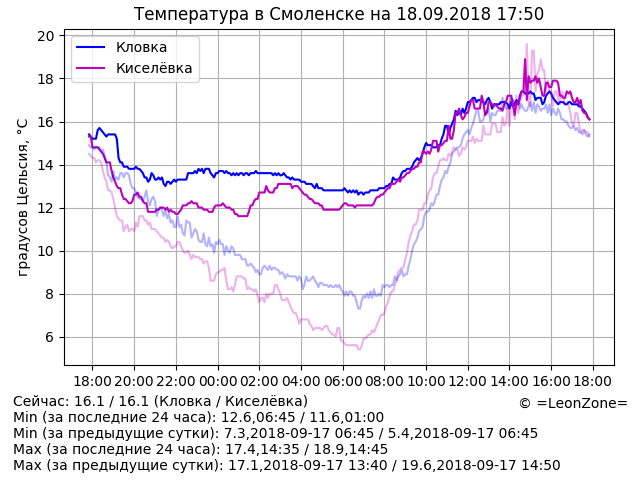 Температура в Смоленске на 18.09.2018 17:50
Кловка
Киселёвка
градусов Цельсия, °C
20
18
16
14
12
10
8
6
18:00 20:00 22:00 00:00 02:00 04:00 06:00 08:00 10:00 12:00 14:00 16:00 18:00
Сейчас: 16.1 / 16.1 (Кловка / Киселёвка)
© =LeonZone=
Min (за последние 24 часа): 12.6,06:45 / 11.6,01:00
Min (за предыдущие сутки): 7.3,2018-09-17 06:45 / 5.4,2018-09-17 06:45
Max (за последние 24 часа): 17.4,14:35 / 18.9,14:45
Max (за предыдущие сутки): 17.1,2018-09-17 13:40 / 19.6,2018-09-17 14:50